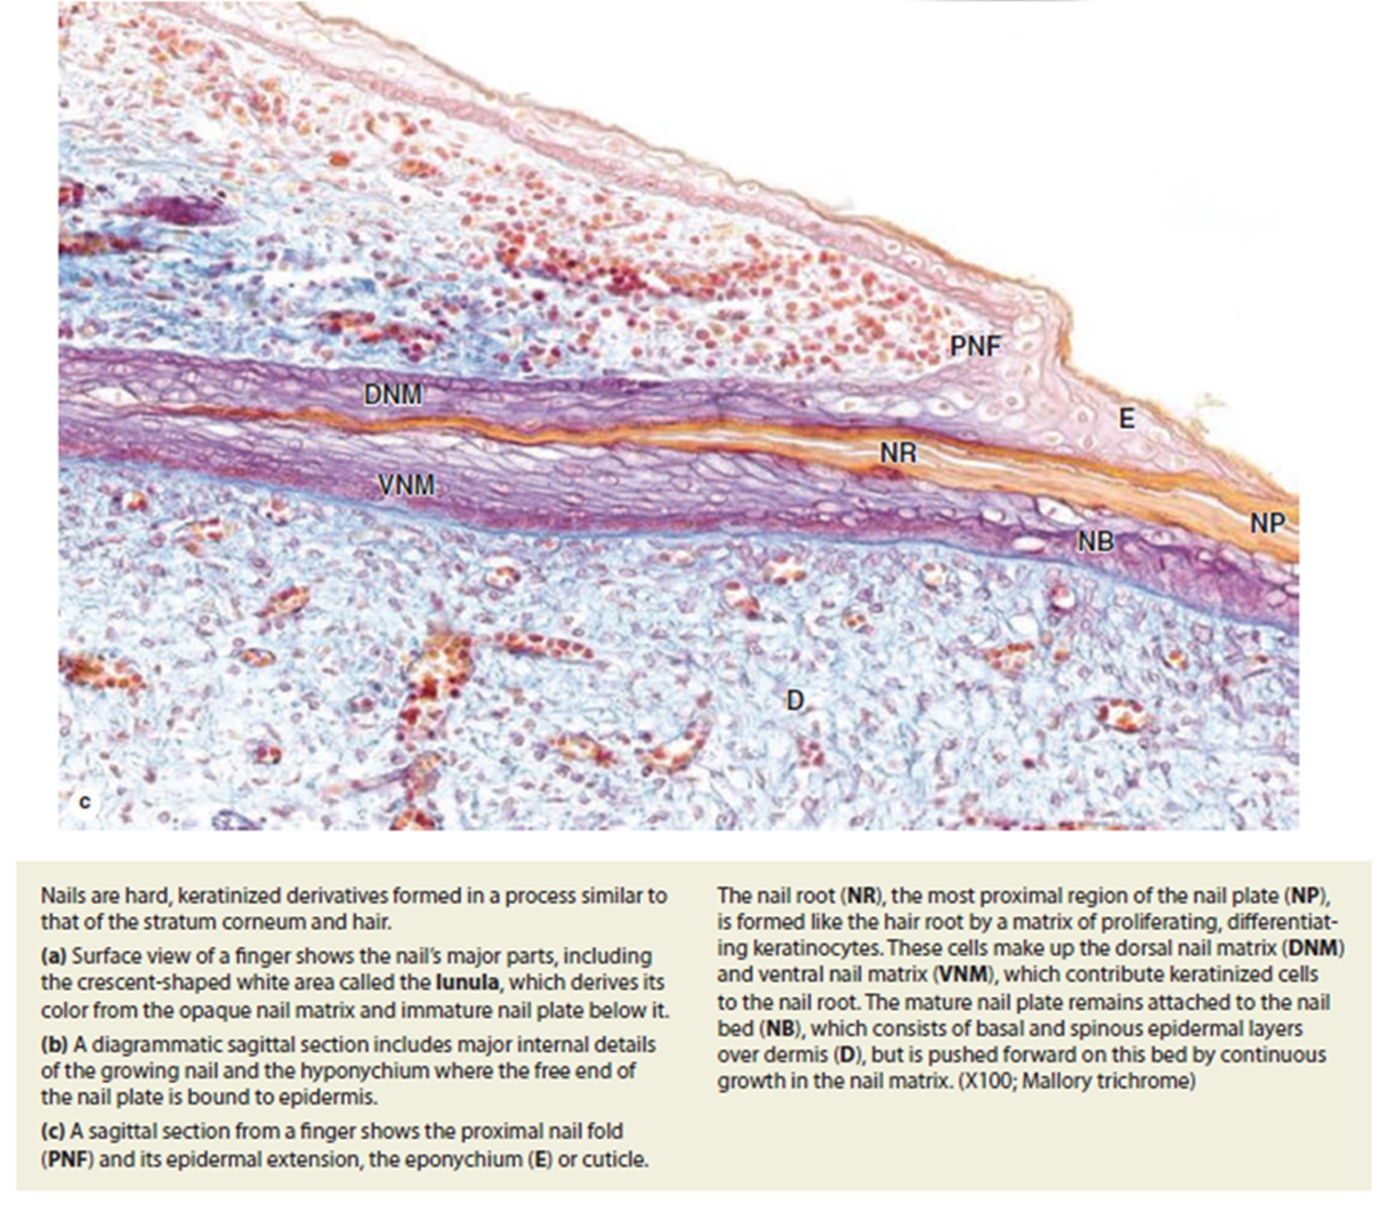 PNF
DNM
E
NR
VNM
NP
NB
D
c
Nails are hard, keratinized derivatives formed in a process similar to
that of the stratum corneum and hair.
(a) Surface view of a finger shows the nail's major parts, including
the crescent-shaped white area called the lunula, which derives its
color from the opaque nail matrix and immature nail plate below it.
(b) A diagrammatic sagittal section includes major internal details
of the growing nail and the hyponychium where the free end of
the nail plate is bound to epidermis.
(c) A sagittal section from a finger shows the proximal nail fold
(PNF) and its epidermal extension, the eponychium (E) or cuticle.
The nail root (NR), the most proximal region of the nail plate (NP),
is formed like the hair root by a matrix of proliferating, differentiat-
ing keratinocytes. These cells make up the dorsal nail matrix (DNM)
and ventral nail matrix (VNM), which contribute keratinized cells
to the nail root. The mature nail plate remains attached to the nail
bed (NB), which consists of basal and spinous epidermal layers
over dermis (D), but is pushed forward on this bed by continuous
growth in the nail matrix. (X100; Mallory trichrome)